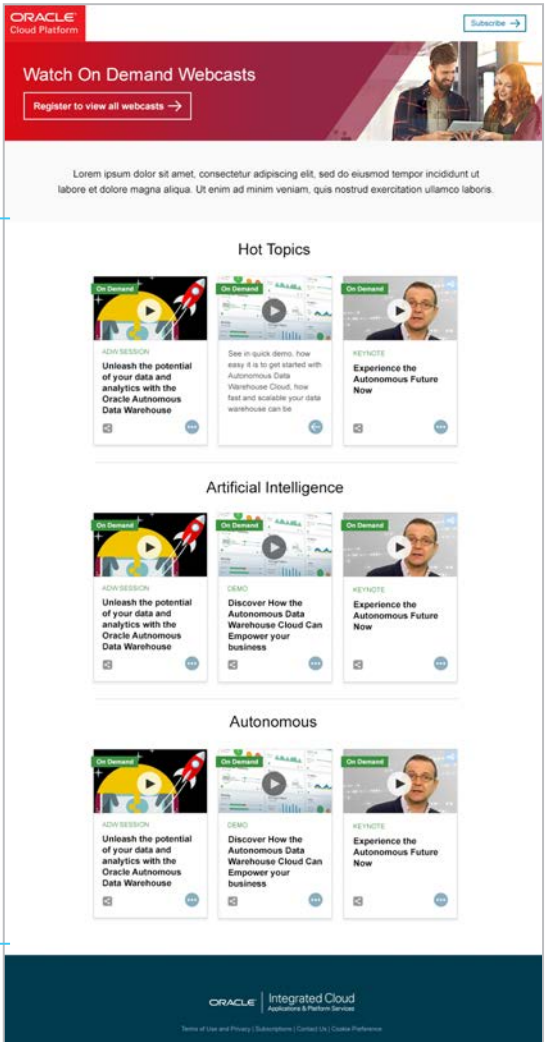 ORACLE
Cloud Platform
Subscribe →
Watch On Demand Webcasts
Register to view all webcasts →
Lorem ipsum dolor sit amet, consectetur adipiscing elit, sed do eiusmod tempor incididunt ut
labore et dolore magna aliqua. Ut enim ad minim veniam, quis nostrud exercitation ullamco laboris.
Hot Topics
On Demand
ADW SESSION
Unleash the potential
of your data and
analytics with the
Oracle Autnomous
Data Warehouse
On Demand
See in quick demo, how
easy it is to get started with
Autonomous Data
Warehouse Cloud, how
fast and scalable your data
warehouse can be
On Demand
KEYNOTE
Experience the
Autonomous Future
Now
Artificial Intelligence
On Demand
ADW SESSION
Unleash the potential
of your data and
analytics with the
Oracle Autnomous
Data Warehouse
On Demand
DEMO
Discover How the
Autonomous Data
Warehouse Cloud Can
Empower your
business
On Demand
KEYNOTE
Experience the
Autonomous Future
Now
Autonomous
On Demand
ADW SESSION
Unleash the potential
of your data and
analytics with the
Oracle Autnomous
Data Warehouse
On Demand
DEMO
Discover How the
Autonomous Data
Warehouse Cloud Can
Empower your
business
On Demand
KEYNOTE
Experience the
Autonomous Future
Now
ORACLE
Integrated Cloud
Applications & Platform Services
Terms of Use and Privacy | Subscriptions | Contact Us | Cookie Preference